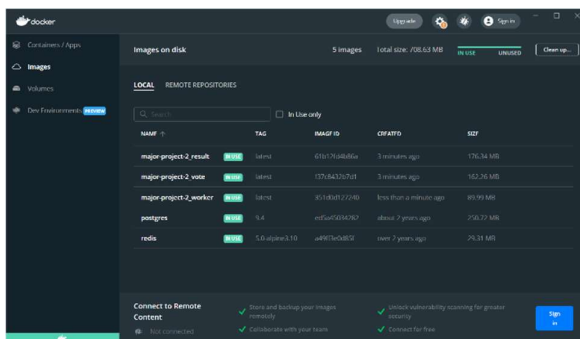 docker
Upgrade
Sign in
Containers / Apps
Images
Volumes
Dev Environments PREVIEW
Images on disk
5 images
Total size: 708.63 MB
IN USE
UNUSED
Clean up...
LOCAL
REMOTE REPOSITORIES
Search
In Use only
NAME ↑
TAG
IMAGE ID
CREATED
SIZE
major-project-2_result IN USE latest 3 minutes ago 176.34 MB
major-project-2_vote IN USE latest 3 minutes ago 162.26 MB
major-project-2_worker IN USE latest less than a minute ago 89.99 MB
postgres IN USE 9.4 about 2 years ago 250.72 MB
redis IN USE 5.0-alpine3.10 over 2 years ago 29.31 MB
Connect to Remote
Content
Not connected
Store and backup your images
remotely
Collaborate with your team
Unlock vulnerability scanning for greater
security
Connect for free
Sign
in